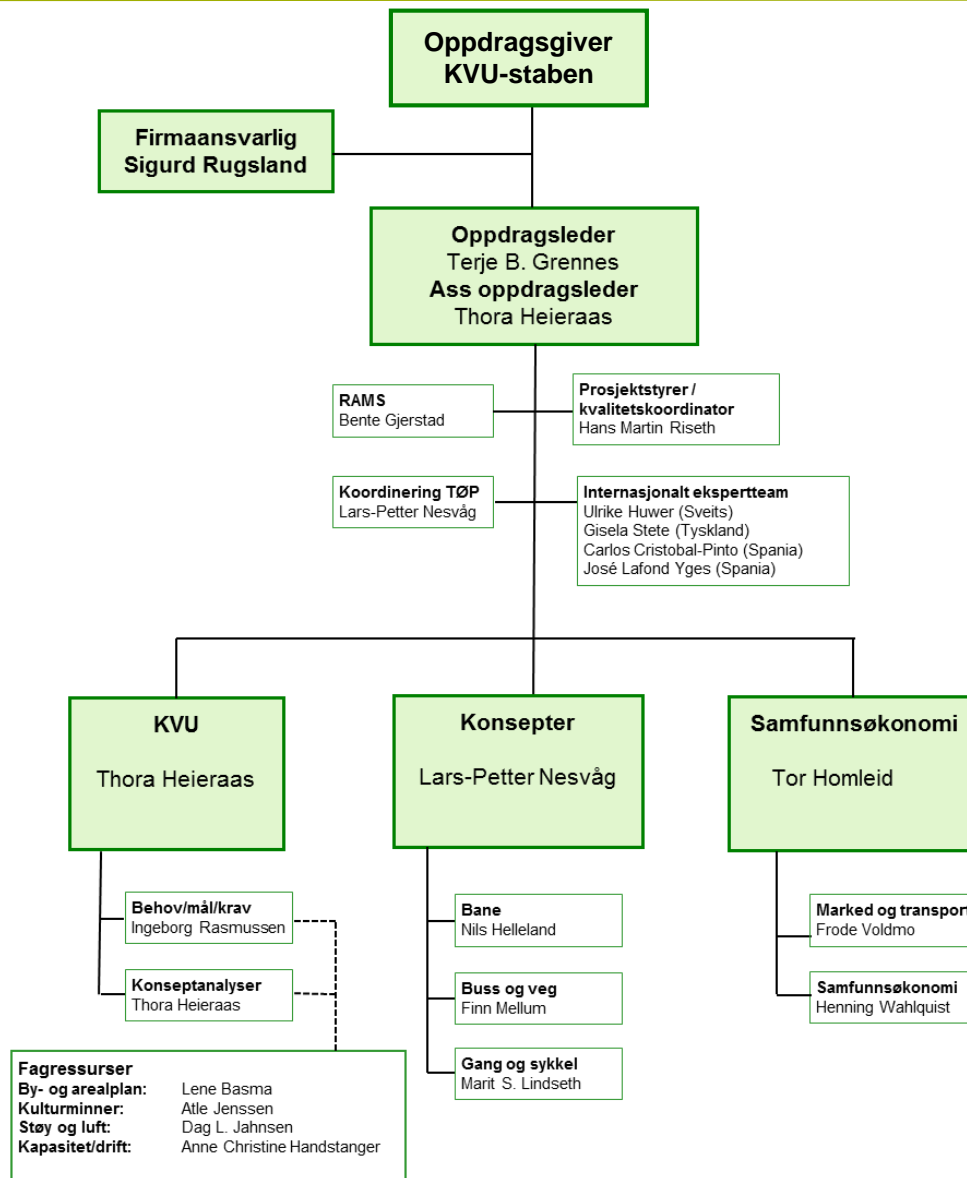 Oppdragsgiver
KVU-staben
Firmaansvarlig
Sigurd Rugsland
Oppdragsleder
Terje B. Grennes
Ass oppdragsleder
Thora Heieraas
RAMS
Bente Gjerstad
Prosjektstyrer /
kvalitetskoordinator
Hans Martin Riseth
Koordinering TØP
Lars-Petter Nesvåg
Internasjonalt ekspertteam
Ulrike Huwer (Sveits)
Gisela Stete (Tyskland)
Carlos Cristobal-Pinto (Spania)
José Lafond Yges (Spania)
KVU
Thora Heieraas
Konsepter
Lars-Petter Nesvåg
Samfunnsøkonomi
Tor Homleid
Behov/mål/krav
Ingeborg Rasmussen
Konseptanalyser
Thora Heieraas
Bane
Nils Helleland
Buss og veg
Finn Mellum
Gang og sykkel
Marit S. Lindseth
Marked og transport
Frode Voldmo
Samfunnsøkonomi
Henning Wahlquist
Fagressurser
By- og arealplan: Lene Basma
Kulturminner: Atle Jenssen
Støy og luft: Dag L. Jahnsen
Kapasitet/drift: Anne Christine Handstanger